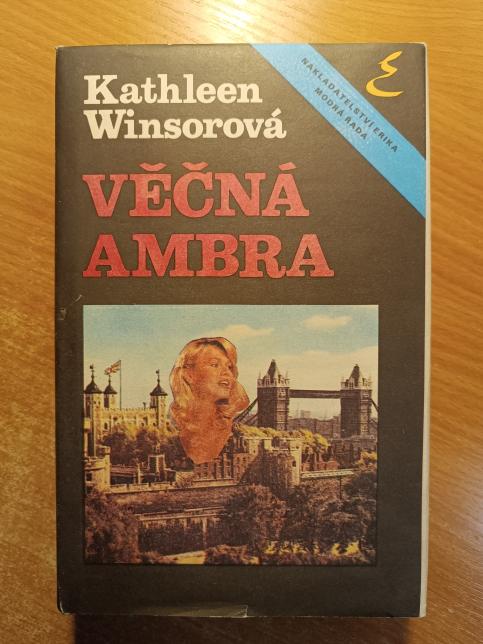 Kathleen
Winsorová
VĚČNÁ
AMBRA
NAKLADATELSTVÍ ERIKA
MODRÁ ŘADA